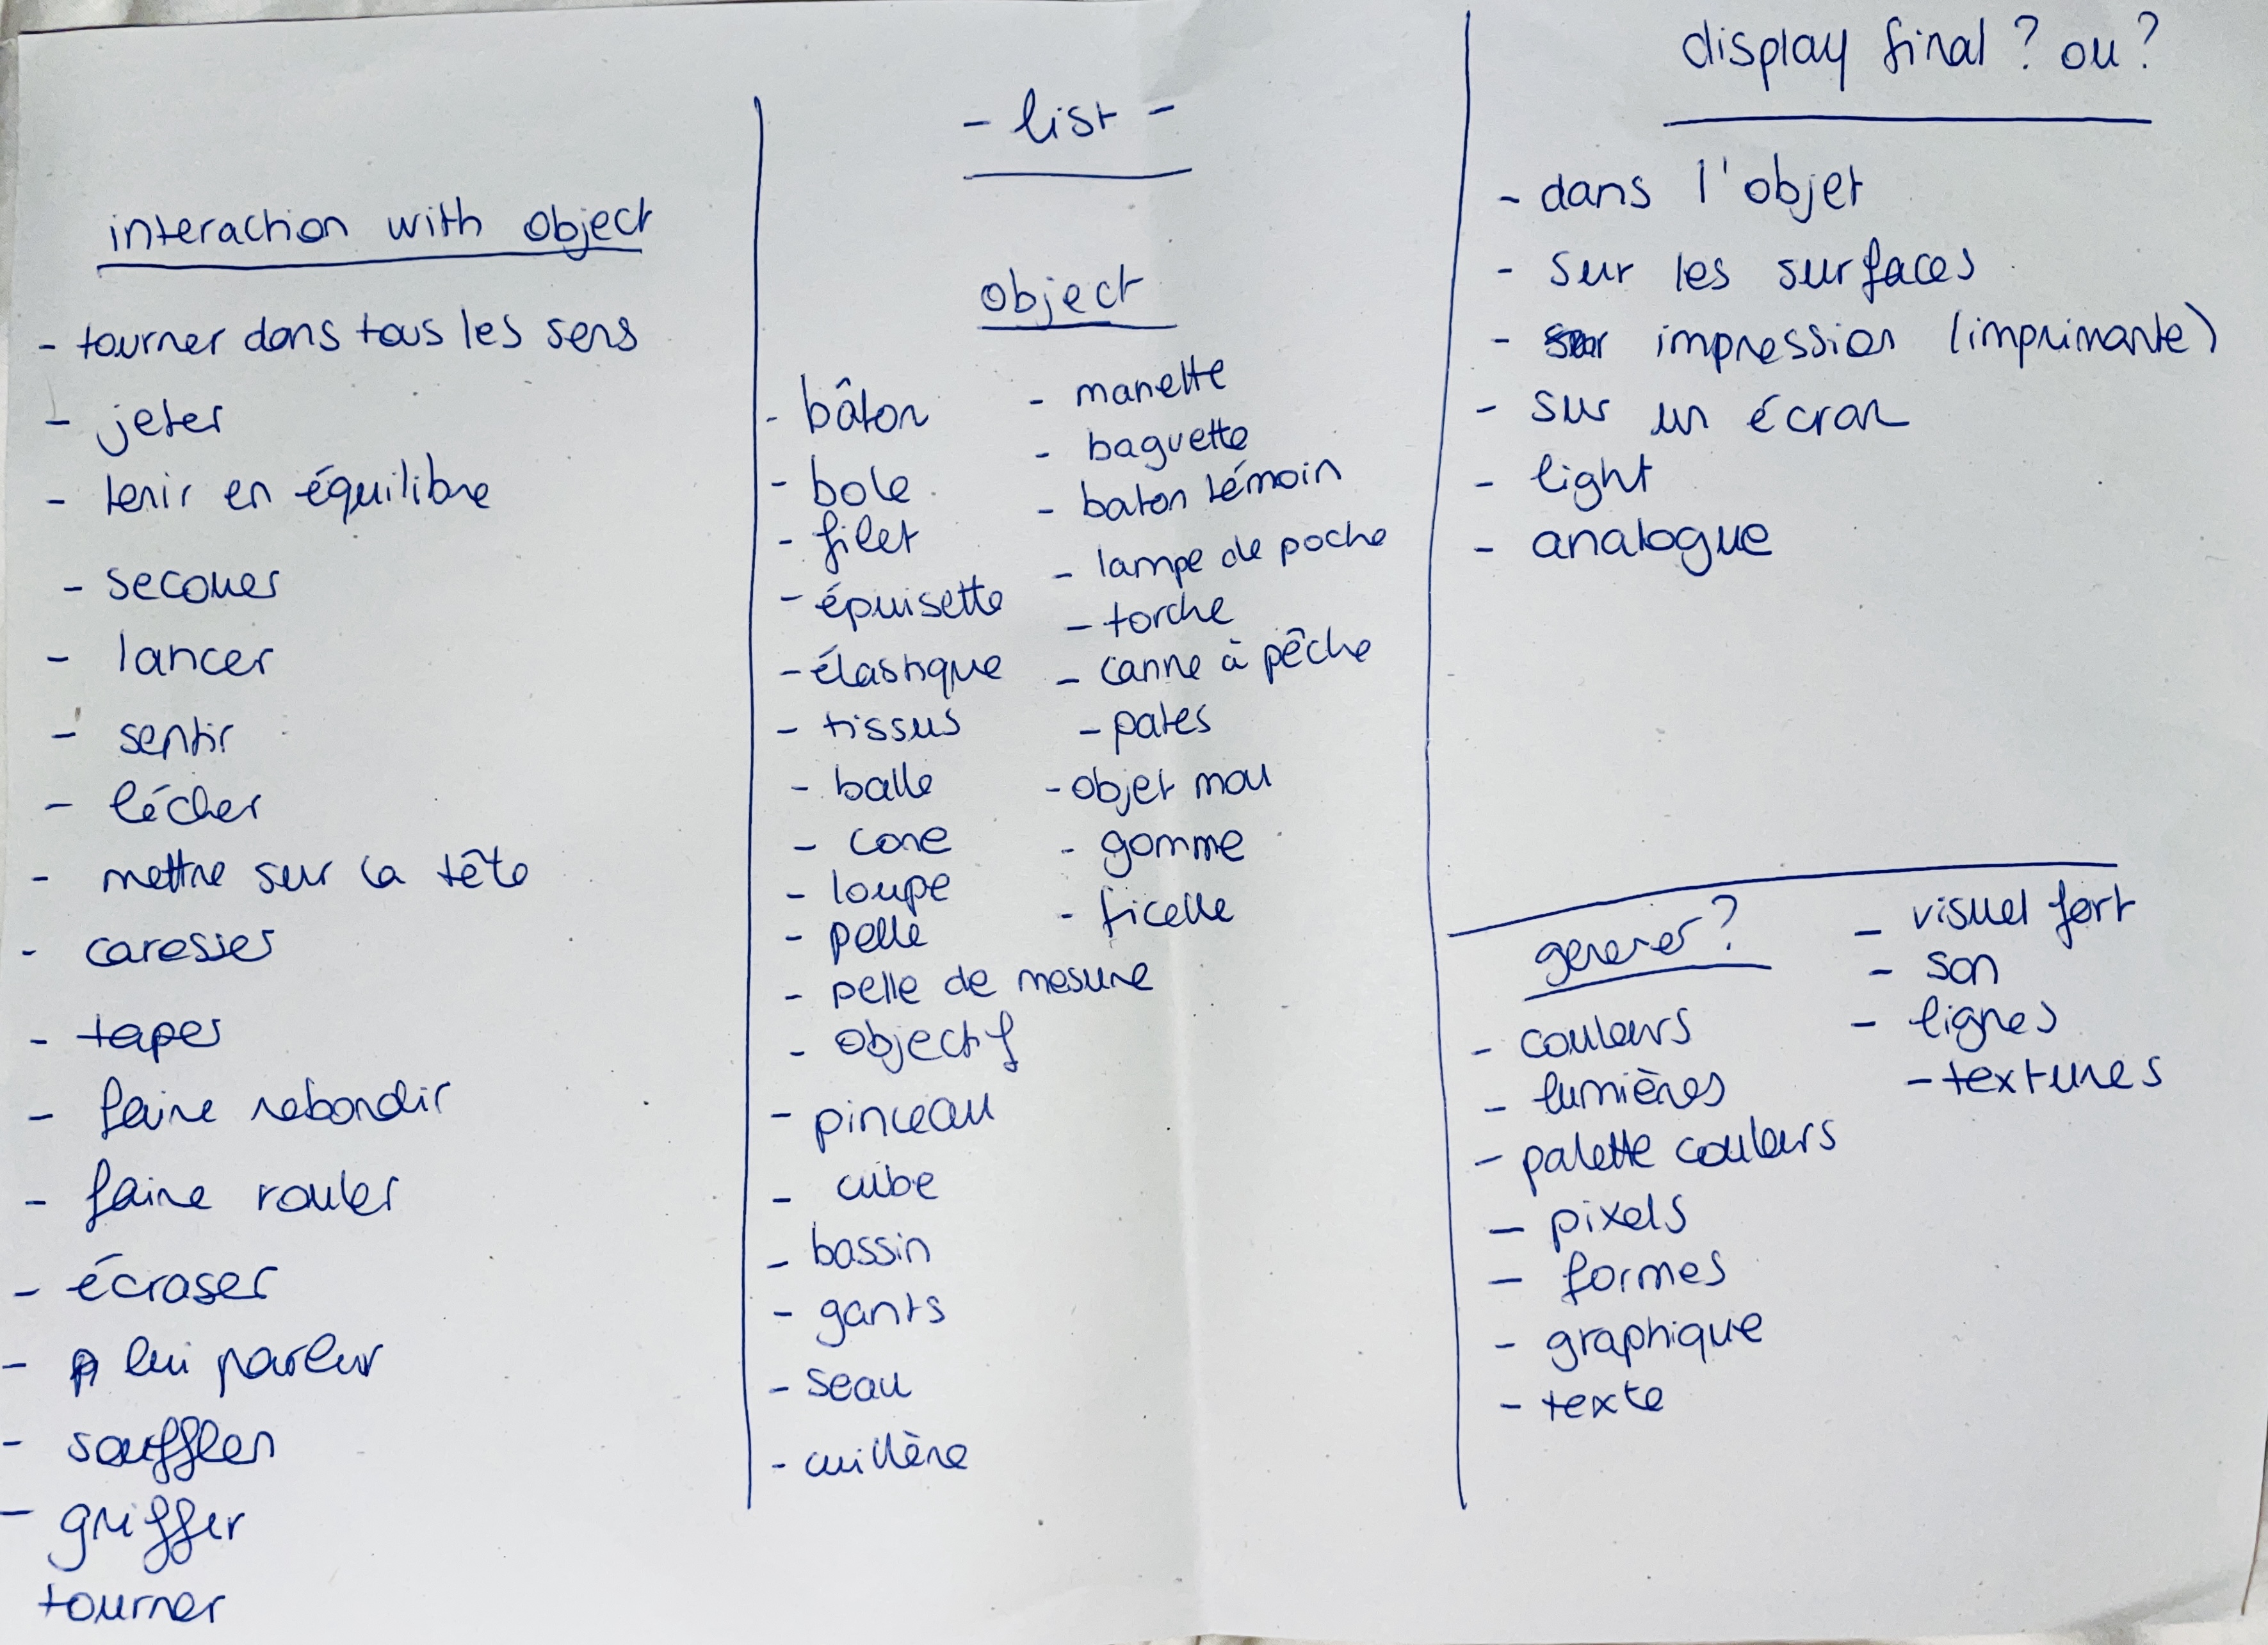 interaction with object
- tourner dans tous les sens
- jeter
- tenir en équilibre
- secouer
- lancer
- sentir
- lécher
- mettre sur la tête
- caresser
- taper
- faire rebondir
- faire rouler
- écraser
- lui parler
- souffler
- griffer
tourner
- list -
object
- bâton
- bole
- filet
- épuisette
- élastique
- tissus
- balle
- cone
- loupe
- pelle
- pelle de mesure
- objectif
- pinceau
- cube
- bassin
- gants
- seau
- cuillère
- manette
- baguette
- baton témoin
- lampe de poche
- torche
- canne à pêche
- pates
- objet mou
- gomme
- ficelle
display final ? ou ?
- dans l'objet
- sur les surfaces
- impression (imprimante)
- sur un écran
- light
- analogue
generer ?
- couleurs
- lumières
- palette couleurs
- pixels
- formes
- graphique
- texte
- visuel fort
- son
- lignes
- textures